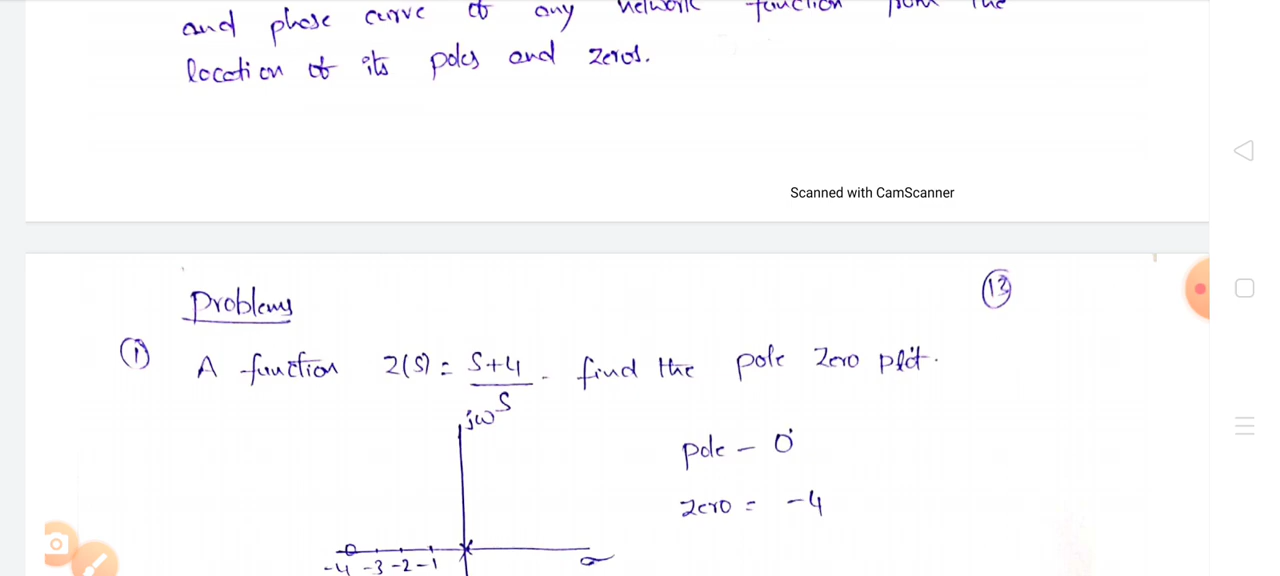 and phase curve of any network function from the
location of its poles and zeros.
Scanned with CamScanner
13
Problems
1 A function Z(S) = S+4 / S . find the pole zero plot.
jω
pole - 0
zero = -4
-4 -3 -2 -1
σ